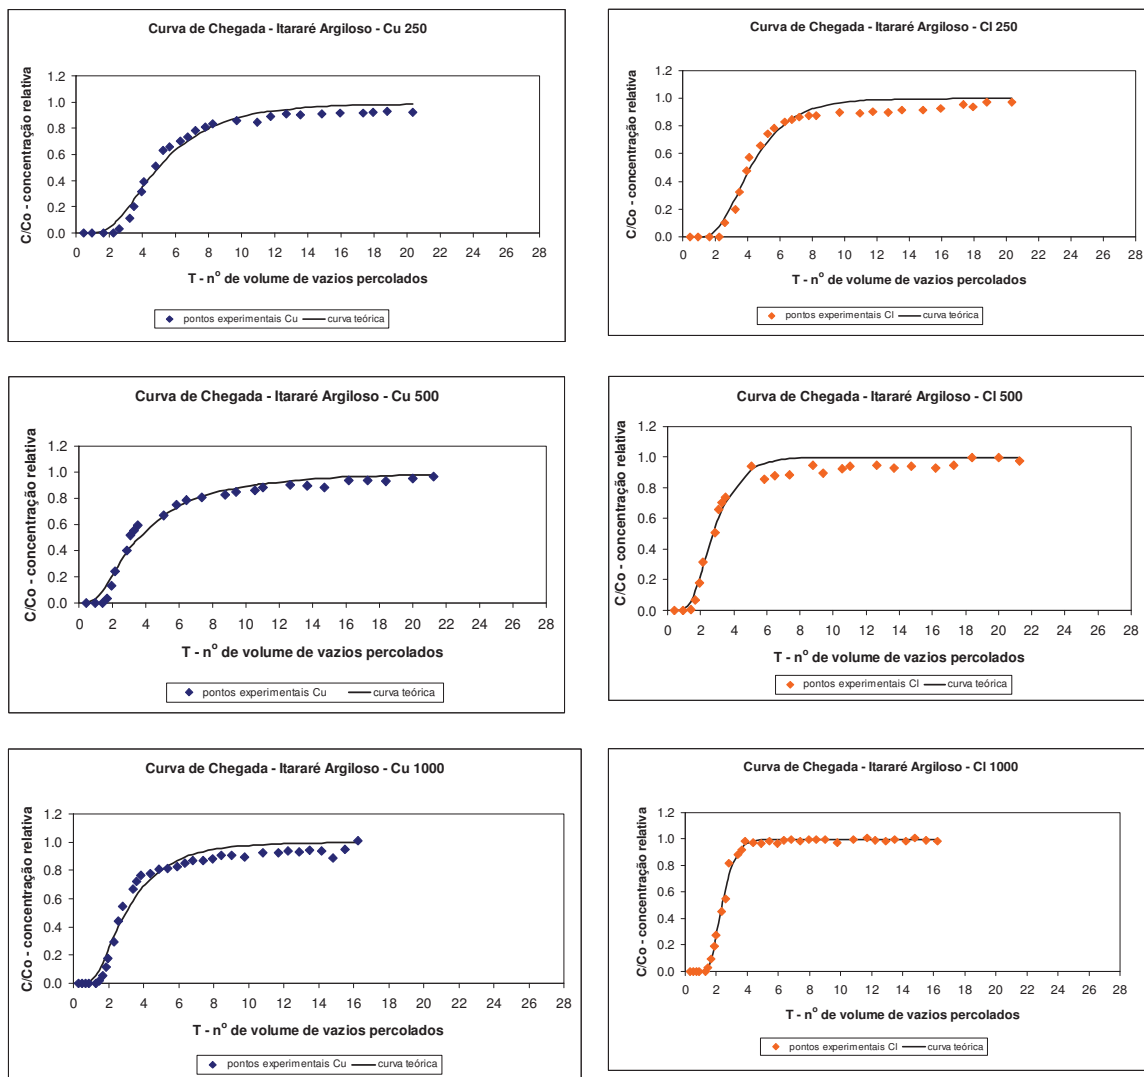 Curva de Chegada - Itararé Argiloso - Cu 250
C/Co - concentração relativa
1.2
1.0
0.8
0.6
0.4
0.2
0.0
0 2 4 6 8 10 12 14 16 18 20 22 24 26 28
T - nº de volume de vazios percolados
pontos experimentais Cu curva teórica
Curva de Chegada - Itararé Argiloso - Cl 250
C/Co - concentração relativa
1.2
1.0
0.8
0.6
0.4
0.2
0.0
0 2 4 6 8 10 12 14 16 18 20 22 24 26 28
T - nº de volume de vazios percolados
pontos experimentais Cl curva teórica
Curva de Chegada - Itararé Argiloso - Cu 500
C/Co - concentração relativa
1.2
1.0
0.8
0.6
0.4
0.2
0.0
0 2 4 6 8 10 12 14 16 18 20 22 24 26 28
T - nº de volume de vazios percolados
pontos experimentais Cu curva teórica
Curva de Chegada - Itararé Argiloso - Cl 500
C/Co - concentração relativa
1.2
1.0
0.8
0.6
0.4
0.2
0.0
0 2 4 6 8 10 12 14 16 18 20 22 24 26 28
T - nº de volume de vazios percolados
pontos experimentais Cl curva teórica
Curva de Chegada - Itararé Argiloso - Cu 1000
C/Co - concentração relativa
1.2
1.0
0.8
0.6
0.4
0.2
0.0
0 2 4 6 8 10 12 14 16 18 20 22 24 26 28
T - nº de volume de vazios percolados
pontos experimentais Cu curva teórica
Curva de Chegada - Itararé Argiloso - Cl 1000
C/Co - concentração relativa
1.2
1.0
0.8
0.6
0.4
0.2
0.0
0 2 4 6 8 10 12 14 16 18 20 22 24 26 28
T - nº de volume de vazios percolados
pontos experimentais Cl curva teórica